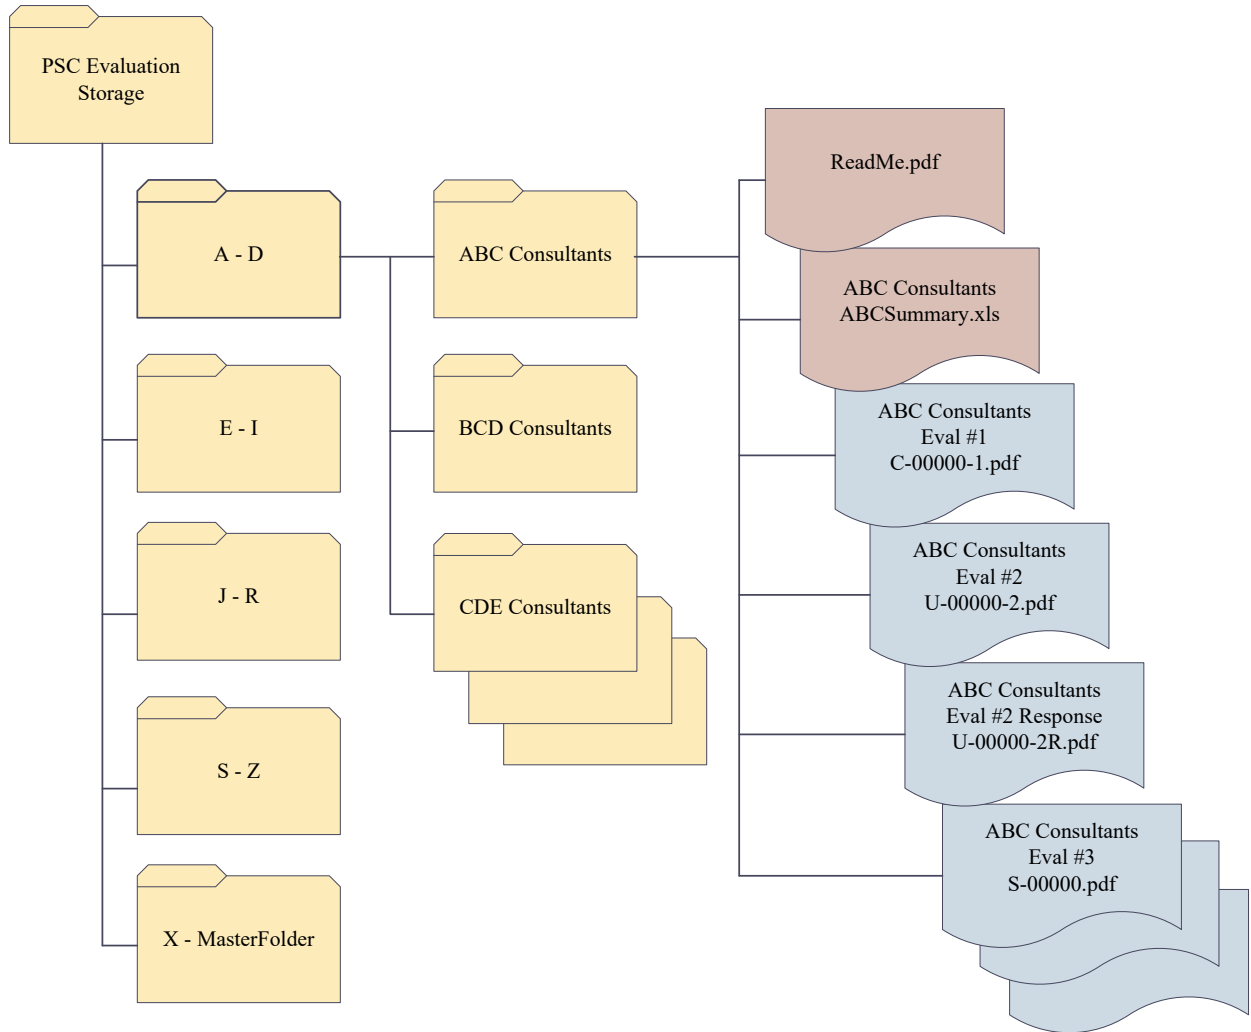 PSC Evaluation
Storage
A - D
E - I
J - R
S - Z
X - MasterFolder
ABC Consultants
BCD Consultants
CDE Consultants
ReadMe.pdf
ABC Consultants
ABCSummary.xls
ABC Consultants
Eval #1
C-00000-1.pdf
ABC Consultants
Eval #2
U-00000-2.pdf
ABC Consultants
Eval #2 Response
U-00000-2R.pdf
ABC Consultants
Eval #3
S-00000.pdf